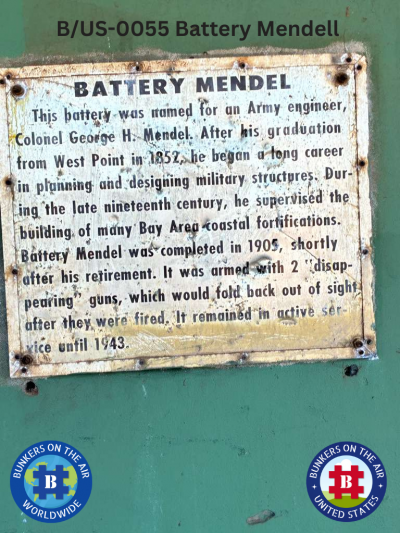 B/US-0055 Battery Mendell
BATTERY MENDEL
This battery was named for an Army engineer,
Colonel George H. Mendel. After his graduation
from West Point in 1852, he began a long career
in planning and designing military structures. Dur-
ing the late nineteenth century, he supervised the
building of many Bay Area coastal fortifications.
Battery Mendel was completed in 1905, shortly
after his retirement. It was armed with 2 "disap-
pearing" guns, which would fold back out of sight
after they were fired. It remained in active ser-
vice until 1943.
BUNKERS ON THE AIR
B
WORLDWIDE
BUNKERS ON THE AIR
B
UNITED STATES